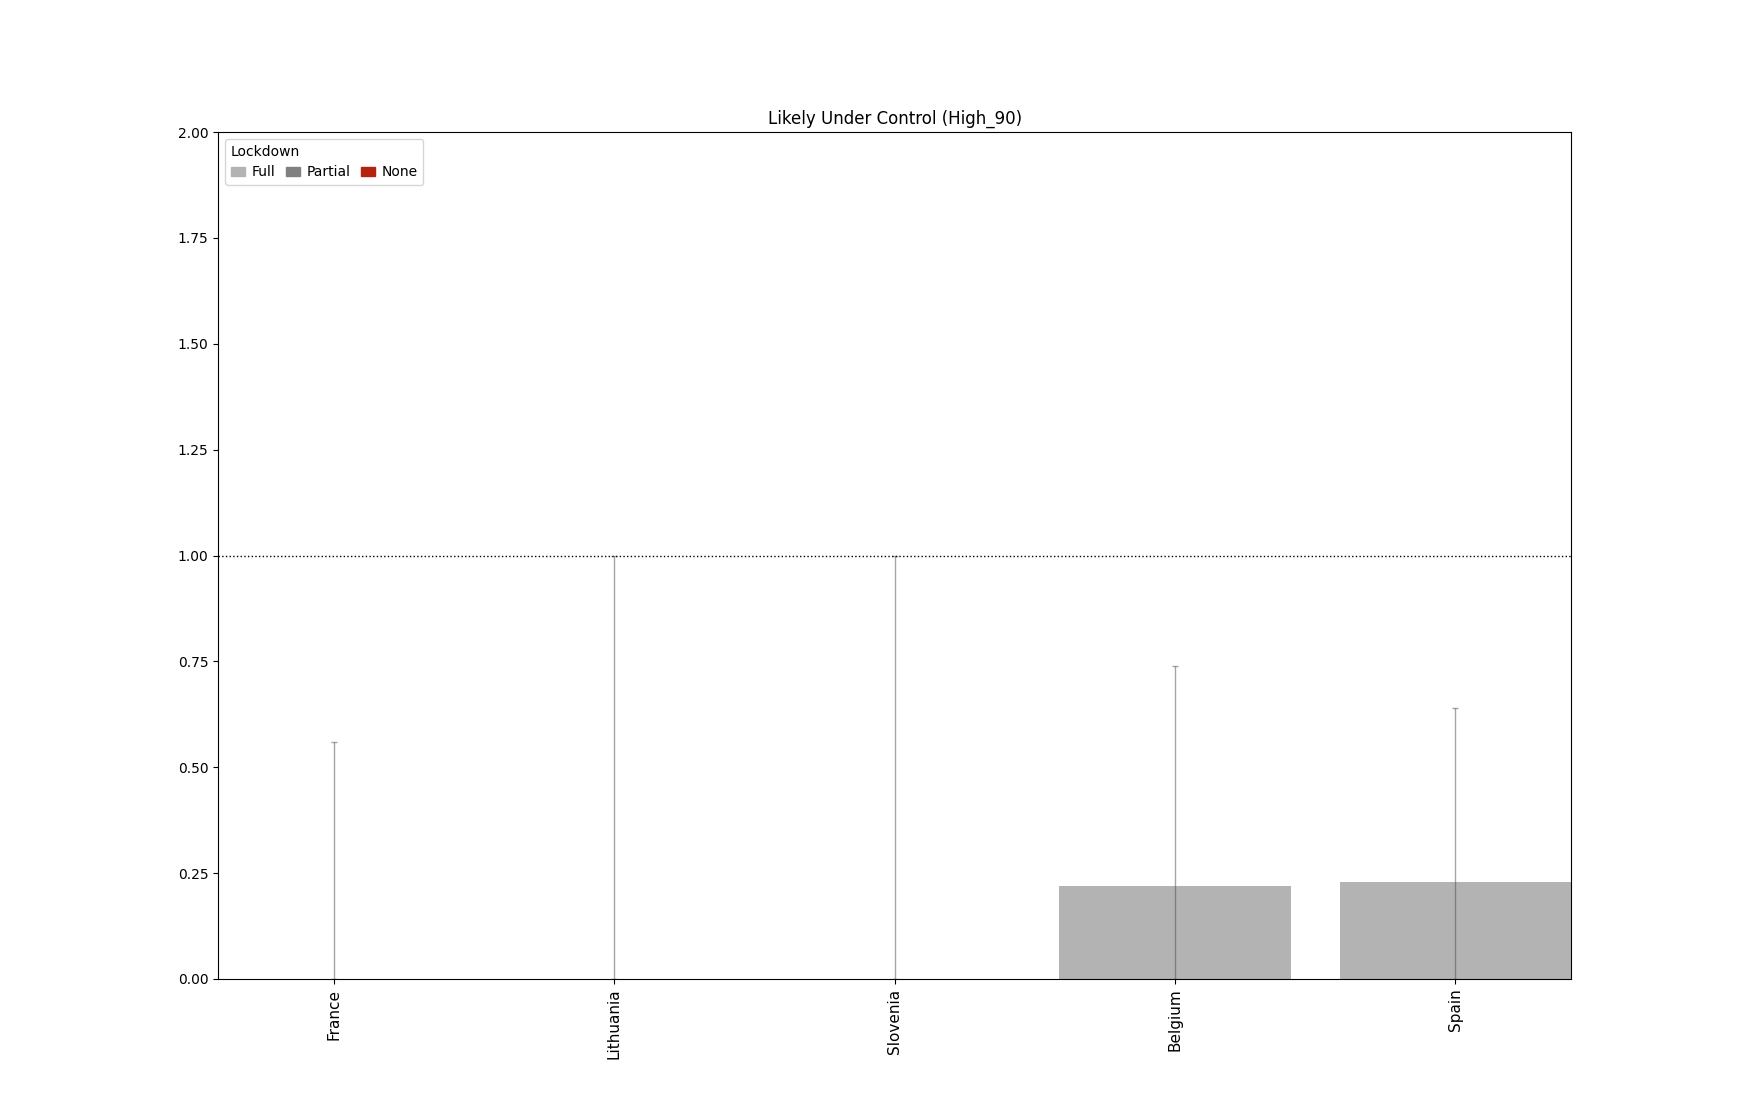 Likely Under Control (High_90)
Lockdown
Full Partial None
2.00
1.75
1.50
1.25
1.00
0.75
0.50
0.25
0.00
France
Lithuania
Slovenia
Belgium
Spain